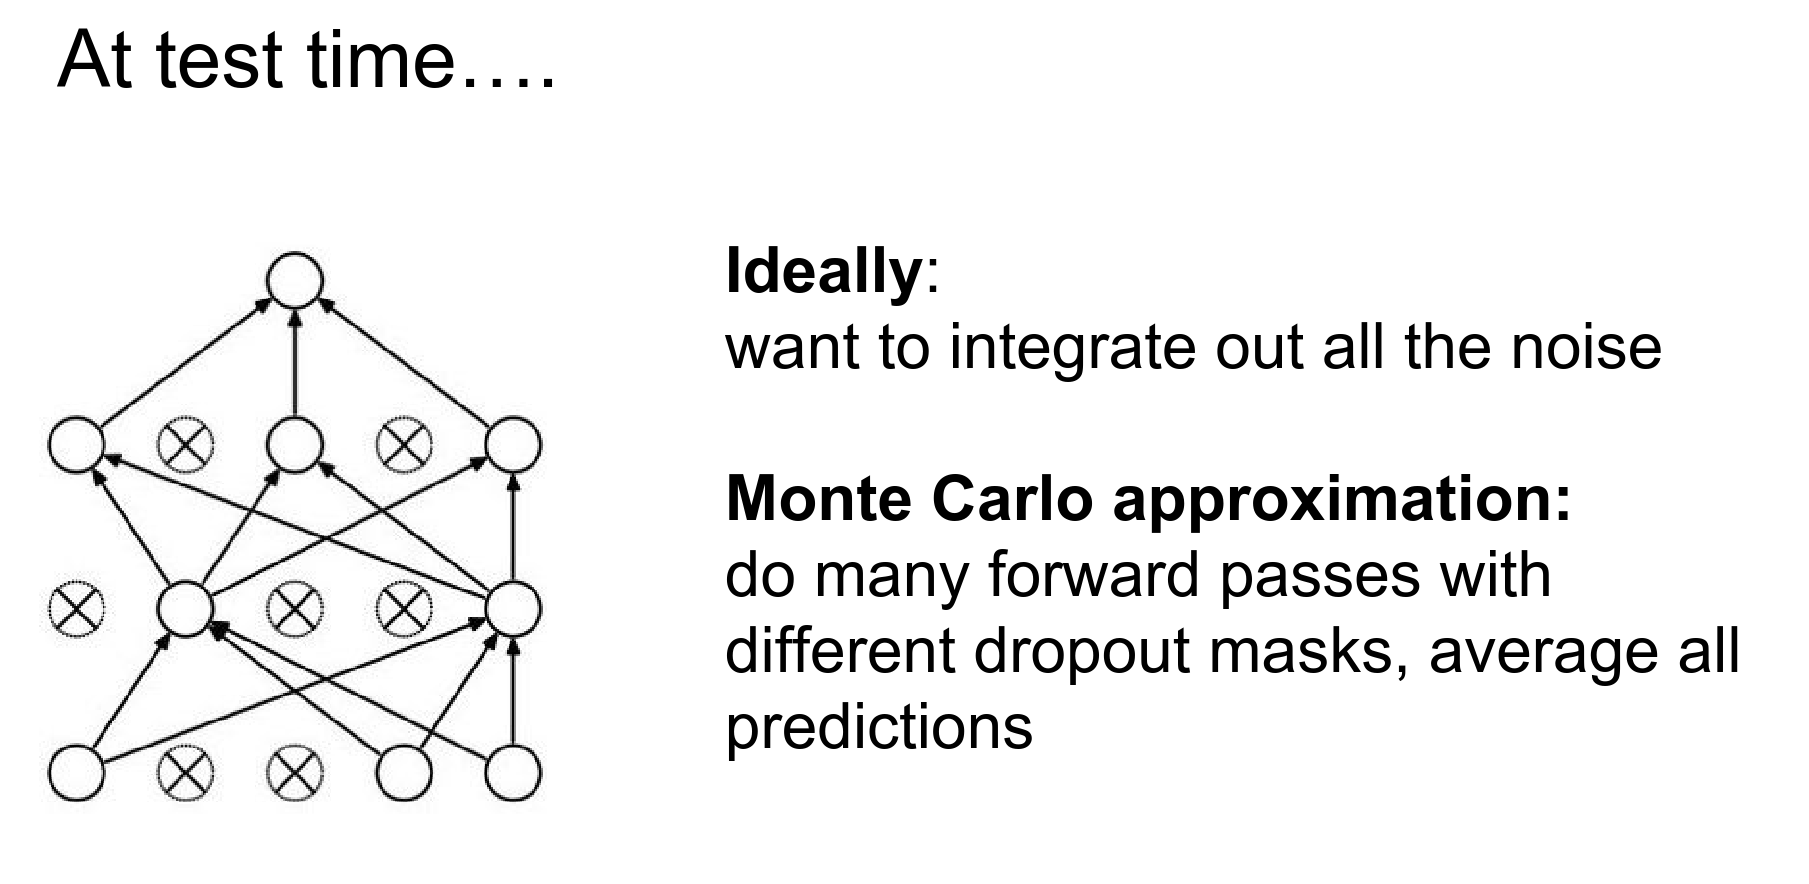 At test time….
Ideally:
want to integrate out all the noise
Monte Carlo approximation:
do many forward passes with
different dropout masks, average all
predictions